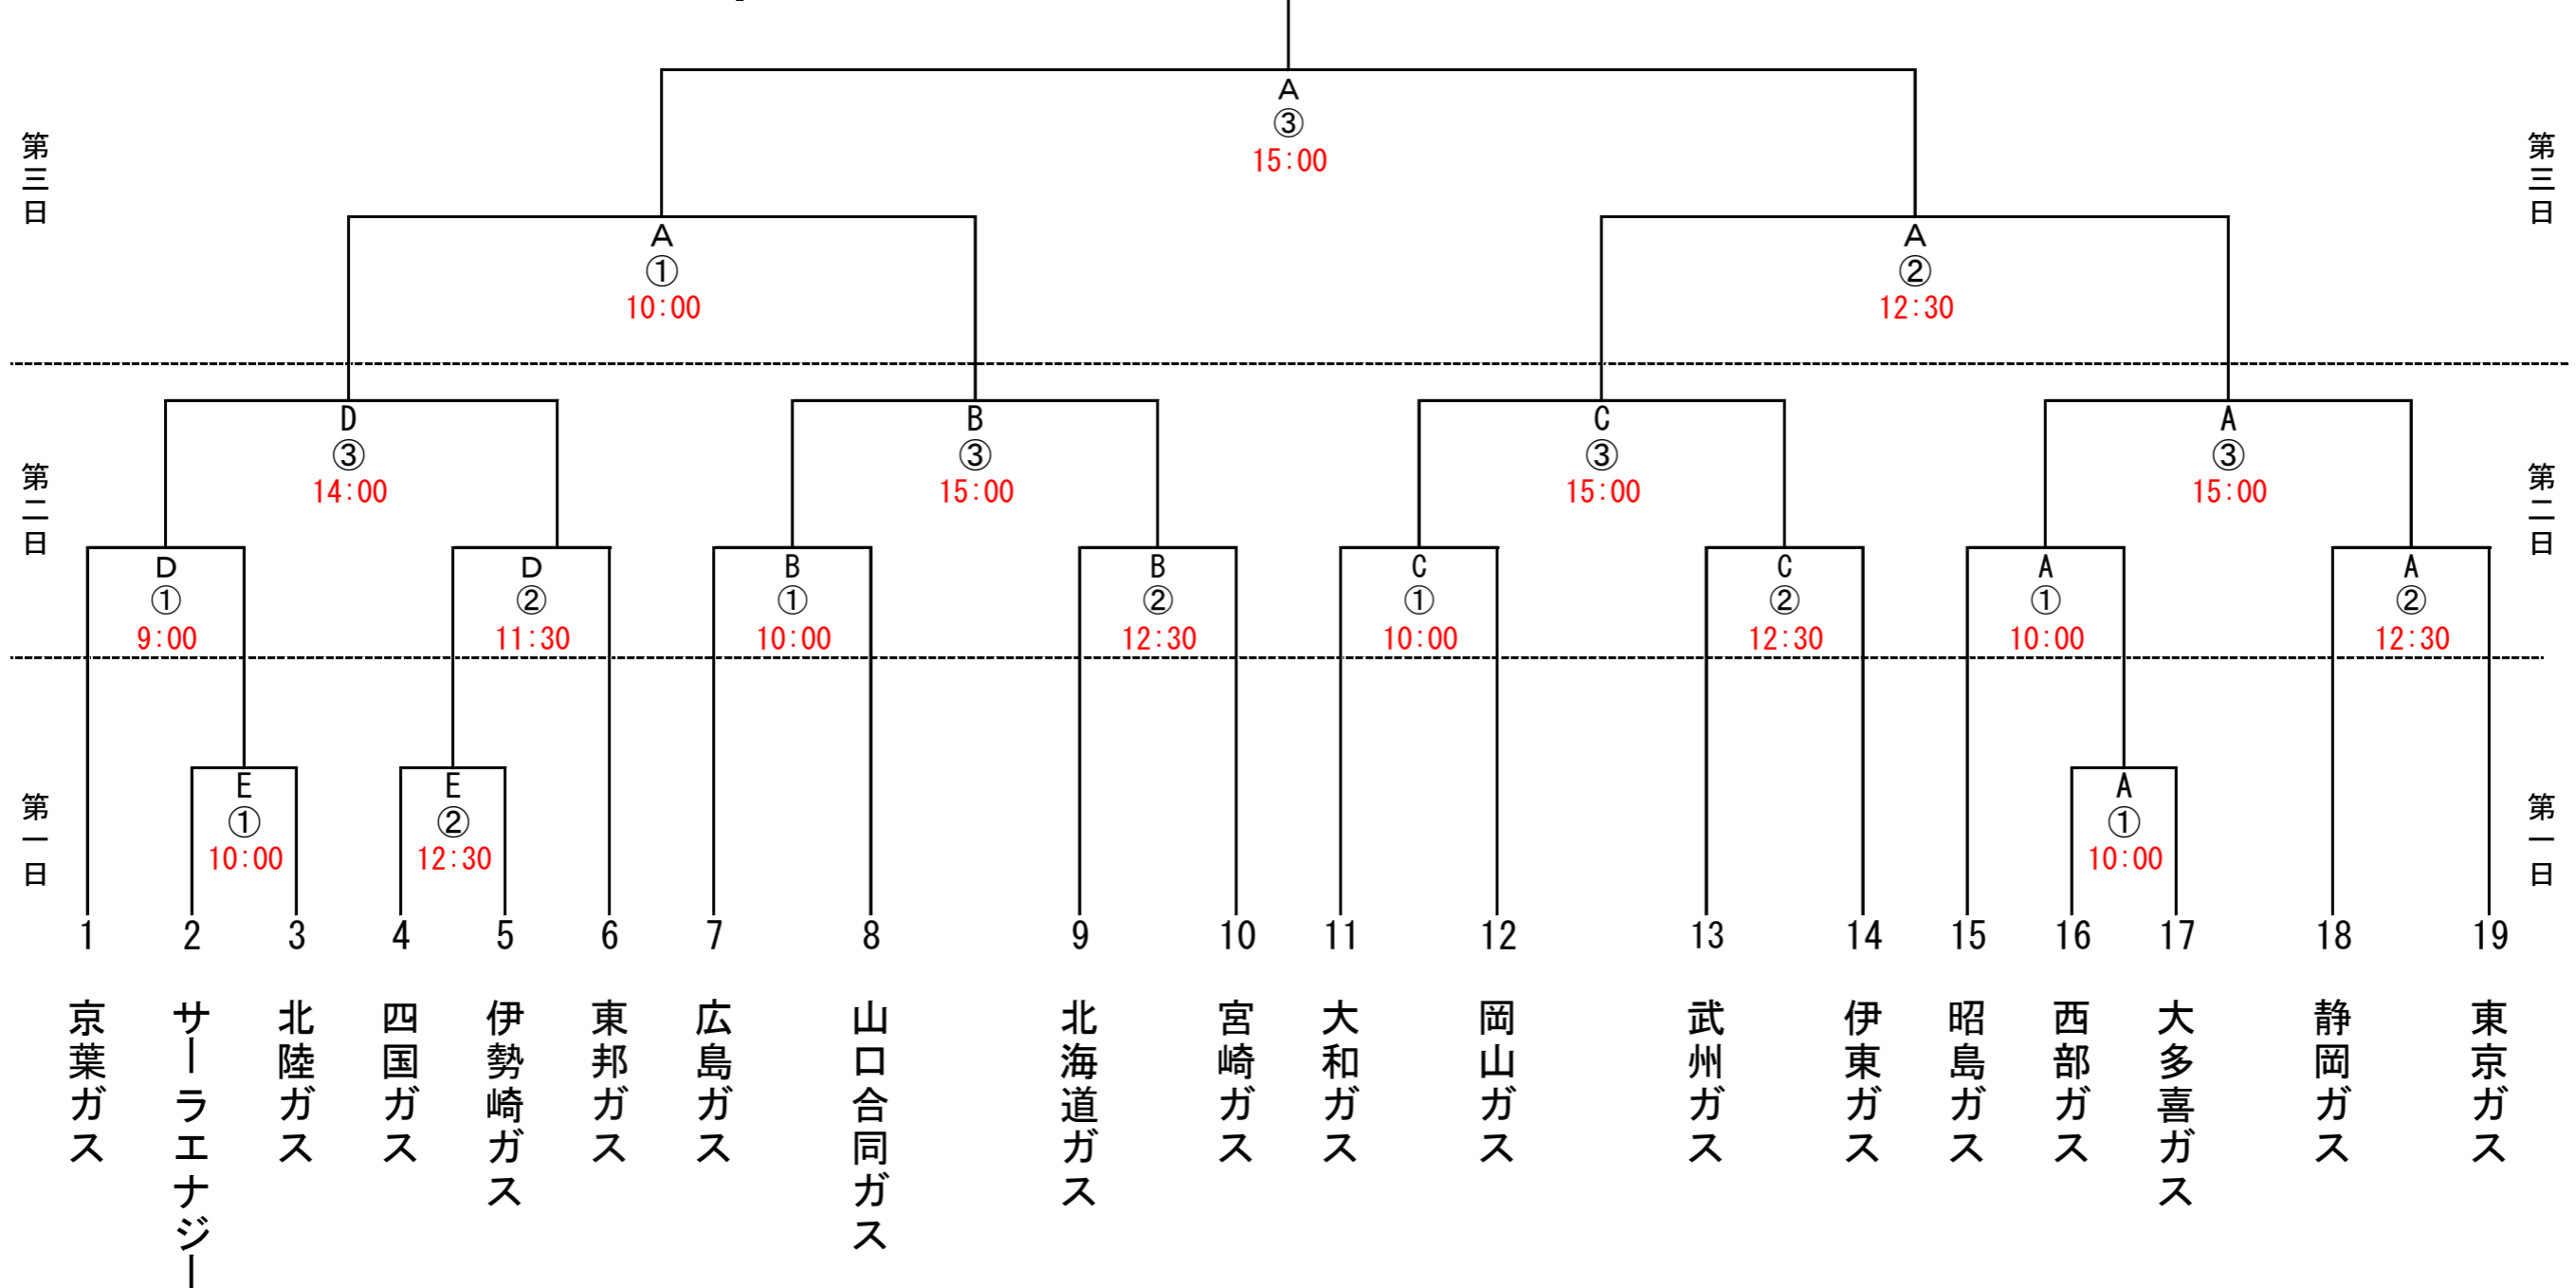 A
③
15:00
第三日
第三日
A
①
10:00
A
②
12:30
D
③
14:00
B
③
15:00
C
③
15:00
A
③
15:00
第二日
第二日
D
①
9:00
D
②
11:30
B
①
10:00
B
②
12:30
C
①
10:00
C
②
12:30
A
①
10:00
A
②
12:30
第一日
第一日
E
①
10:00
E
②
12:30
A
①
10:00
1 2 3 4 5 6 7 8 9 10 11 12 13 14 15 16 17 18 19
京葉ガス
サーラエナジー
北陸ガス
四国ガス
伊勢崎ガス
東邦ガス
広島ガス
山口合同ガス
北海道ガス
宮崎ガス
大和ガス
岡山ガス
武州ガス
伊東ガス
昭島ガス
西部ガス
大多喜ガス
静岡ガス
東京ガス